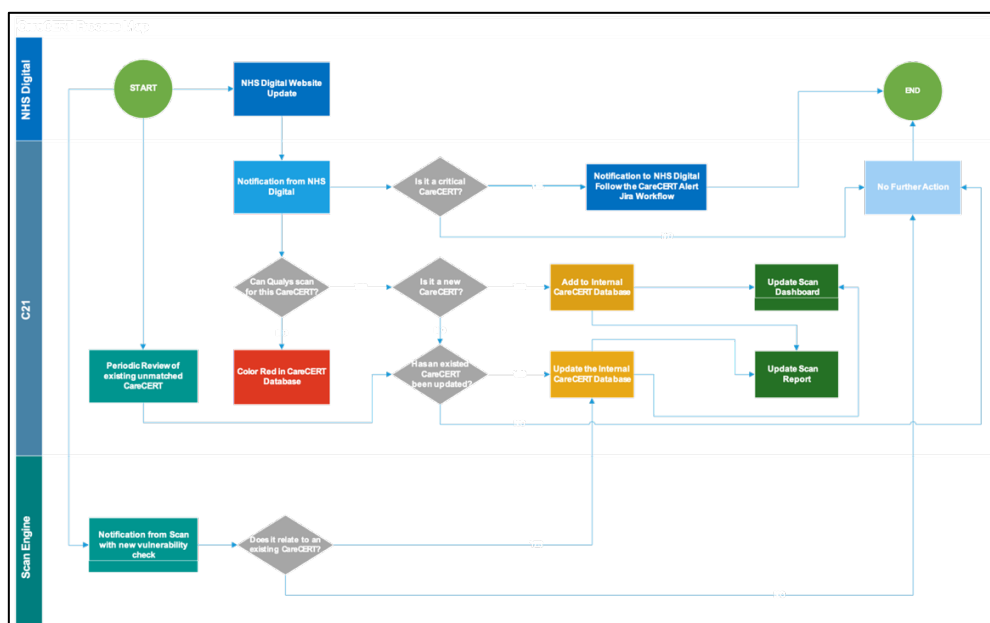 CareCERT Process Map
NHS Digital
START
NHS Digital Website
Update
END
C21
Notification from NHS
Digital
Is it a critical
CareCERT?
Notification to NHS Digital
Follow the CareCERT Alert
Jira Workflow
No Further Action
Can Qualys scan
for this CareCERT?
Is it a new
CareCERT?
Add to Internal
CareCERT Database
Update Scan
Dashboard
Periodic Review of
existing unmatched
CareCERT
Color Red in CareCERT
Database
Has an existed
CareCERT
been updated?
Update the Internal
CareCERT Database
Update Scan
Report
Scan Engine
Notification from Scan
with new vulnerability
check
Does it relate to an
existing CareCERT?